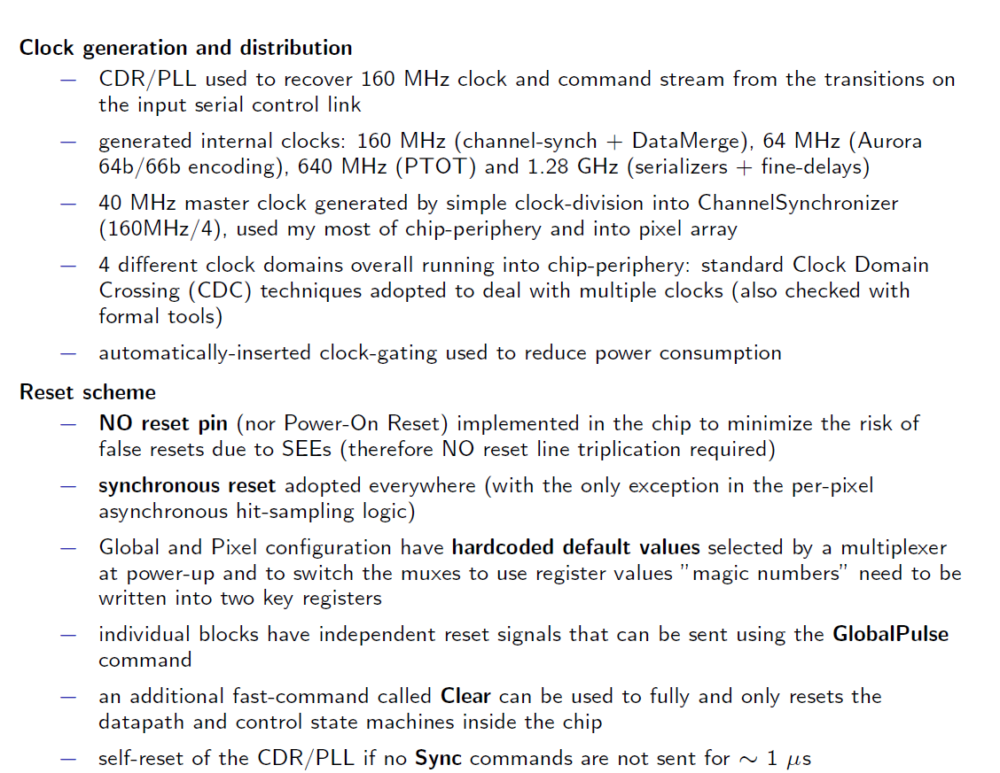 Clock generation and distribution
— CDR/PLL used to recover 160 MHz clock and command stream from the transitions on
the input serial control link
— generated internal clocks: 160 MHz (channel-synch + DataMerge), 64 MHz (Aurora
64b/66b encoding), 640 MHz (PTOT) and 1.28 GHz (serializers + fine-delays)
— 40 MHz master clock generated by simple clock-division into ChannelSynchronizer
(160MHz/4), used my most of chip-periphery and into pixel array
— 4 different clock domains overall running into chip-periphery: standard Clock Domain
Crossing (CDC) techniques adopted to deal with multiple clocks (also checked with
formal tools)
— automatically-inserted clock-gating used to reduce power consumption
Reset scheme
— NO reset pin (nor Power-On Reset) implemented in the chip to minimize the risk of
false resets due to SEEs (therefore NO reset line triplication required)
— synchronous reset adopted everywhere (with the only exception in the per-pixel
asynchronous hit-sampling logic)
— Global and Pixel configuration have hardcoded default values selected by a multiplexer
at power-up and to switch the muxes to use register values "magic numbers" need to be
written into two key registers
— individual blocks have independent reset signals that can be sent using the GlobalPulse
command
— an additional fast-command called Clear can be used to fully and only resets the
datapath and control state machines inside the chip
— self-reset of the CDR/PLL if no Sync commands are not sent for ∼ 1 μs